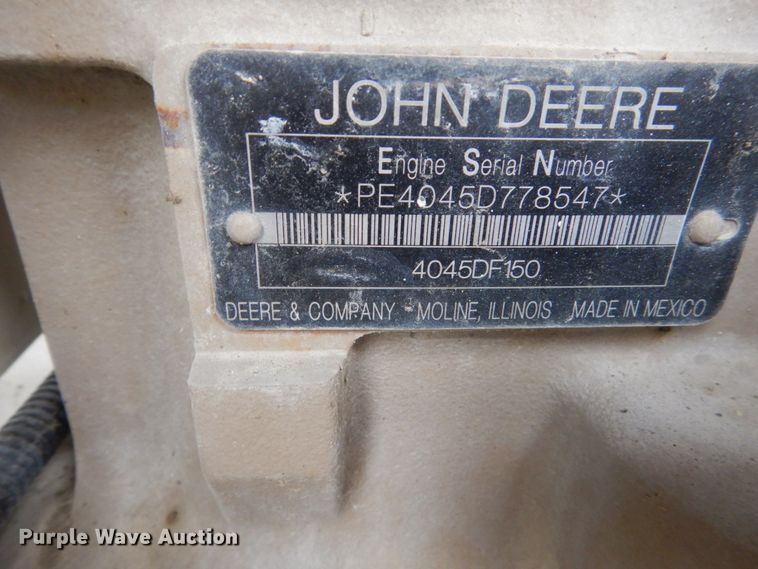 JOHN DEERE
Engine Serial Number
*PE4045D778547*
4045DF150
DEERE & COMPANY MOLINE, ILLINOIS MADE IN MEXICO
Purple Wave Auction